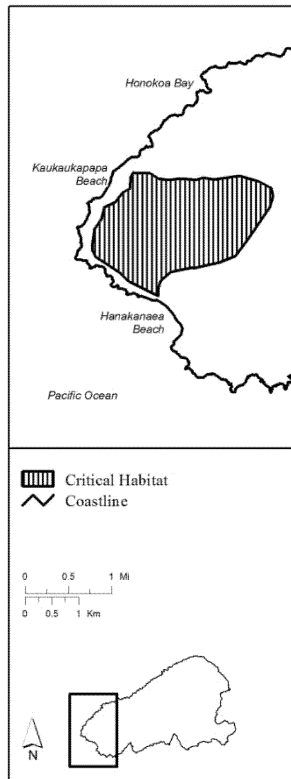 Honokoa Bay
Kaukaukapapa
Beach
Hanakanaea
Beach
Pacific Ocean
Critical Habitat
Coastline
0 0.5 1 Mi
0 0.5 1 Km
N